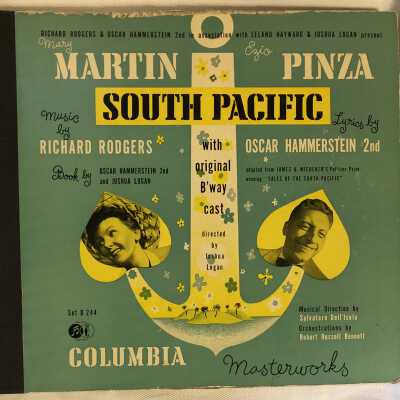 RICHARD RODGERS & OSCAR HAMMERSTEIN 2nd in association with LELAND HAYWARD & JOSHUA LOGAN present
Mary Ezio
MARTIN PINZA
SOUTH PACIFIC
Music by
RICHARD RODGERS
Lyrics by
OSCAR HAMMERSTEIN 2nd
Book by OSCAR HAMMERSTEIN 2nd
and JOSHUA LOGAN
with
original
B'way
cast
directed
by
Joshua
Logan
adapted from JAMES A. MICHENER'S Pulitzer Prize
winning "TALES OF THE SOUTH PACIFIC"
Set D 244
Musical Direction by
Salvatore Dell'Isola
Orchestrations by
Robert Russell Bennett
COLUMBIA
Masterworks